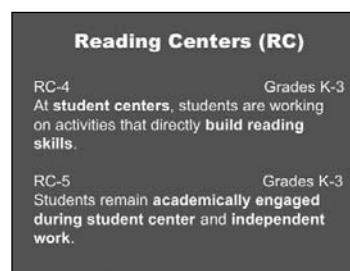 Reading Centers (RC)
RC-4 Grades K-3
At student centers, students are working
on activities that directly build reading
skills.
RC-5 Grades K-3
Students remain academically engaged
during student center and independent
work.